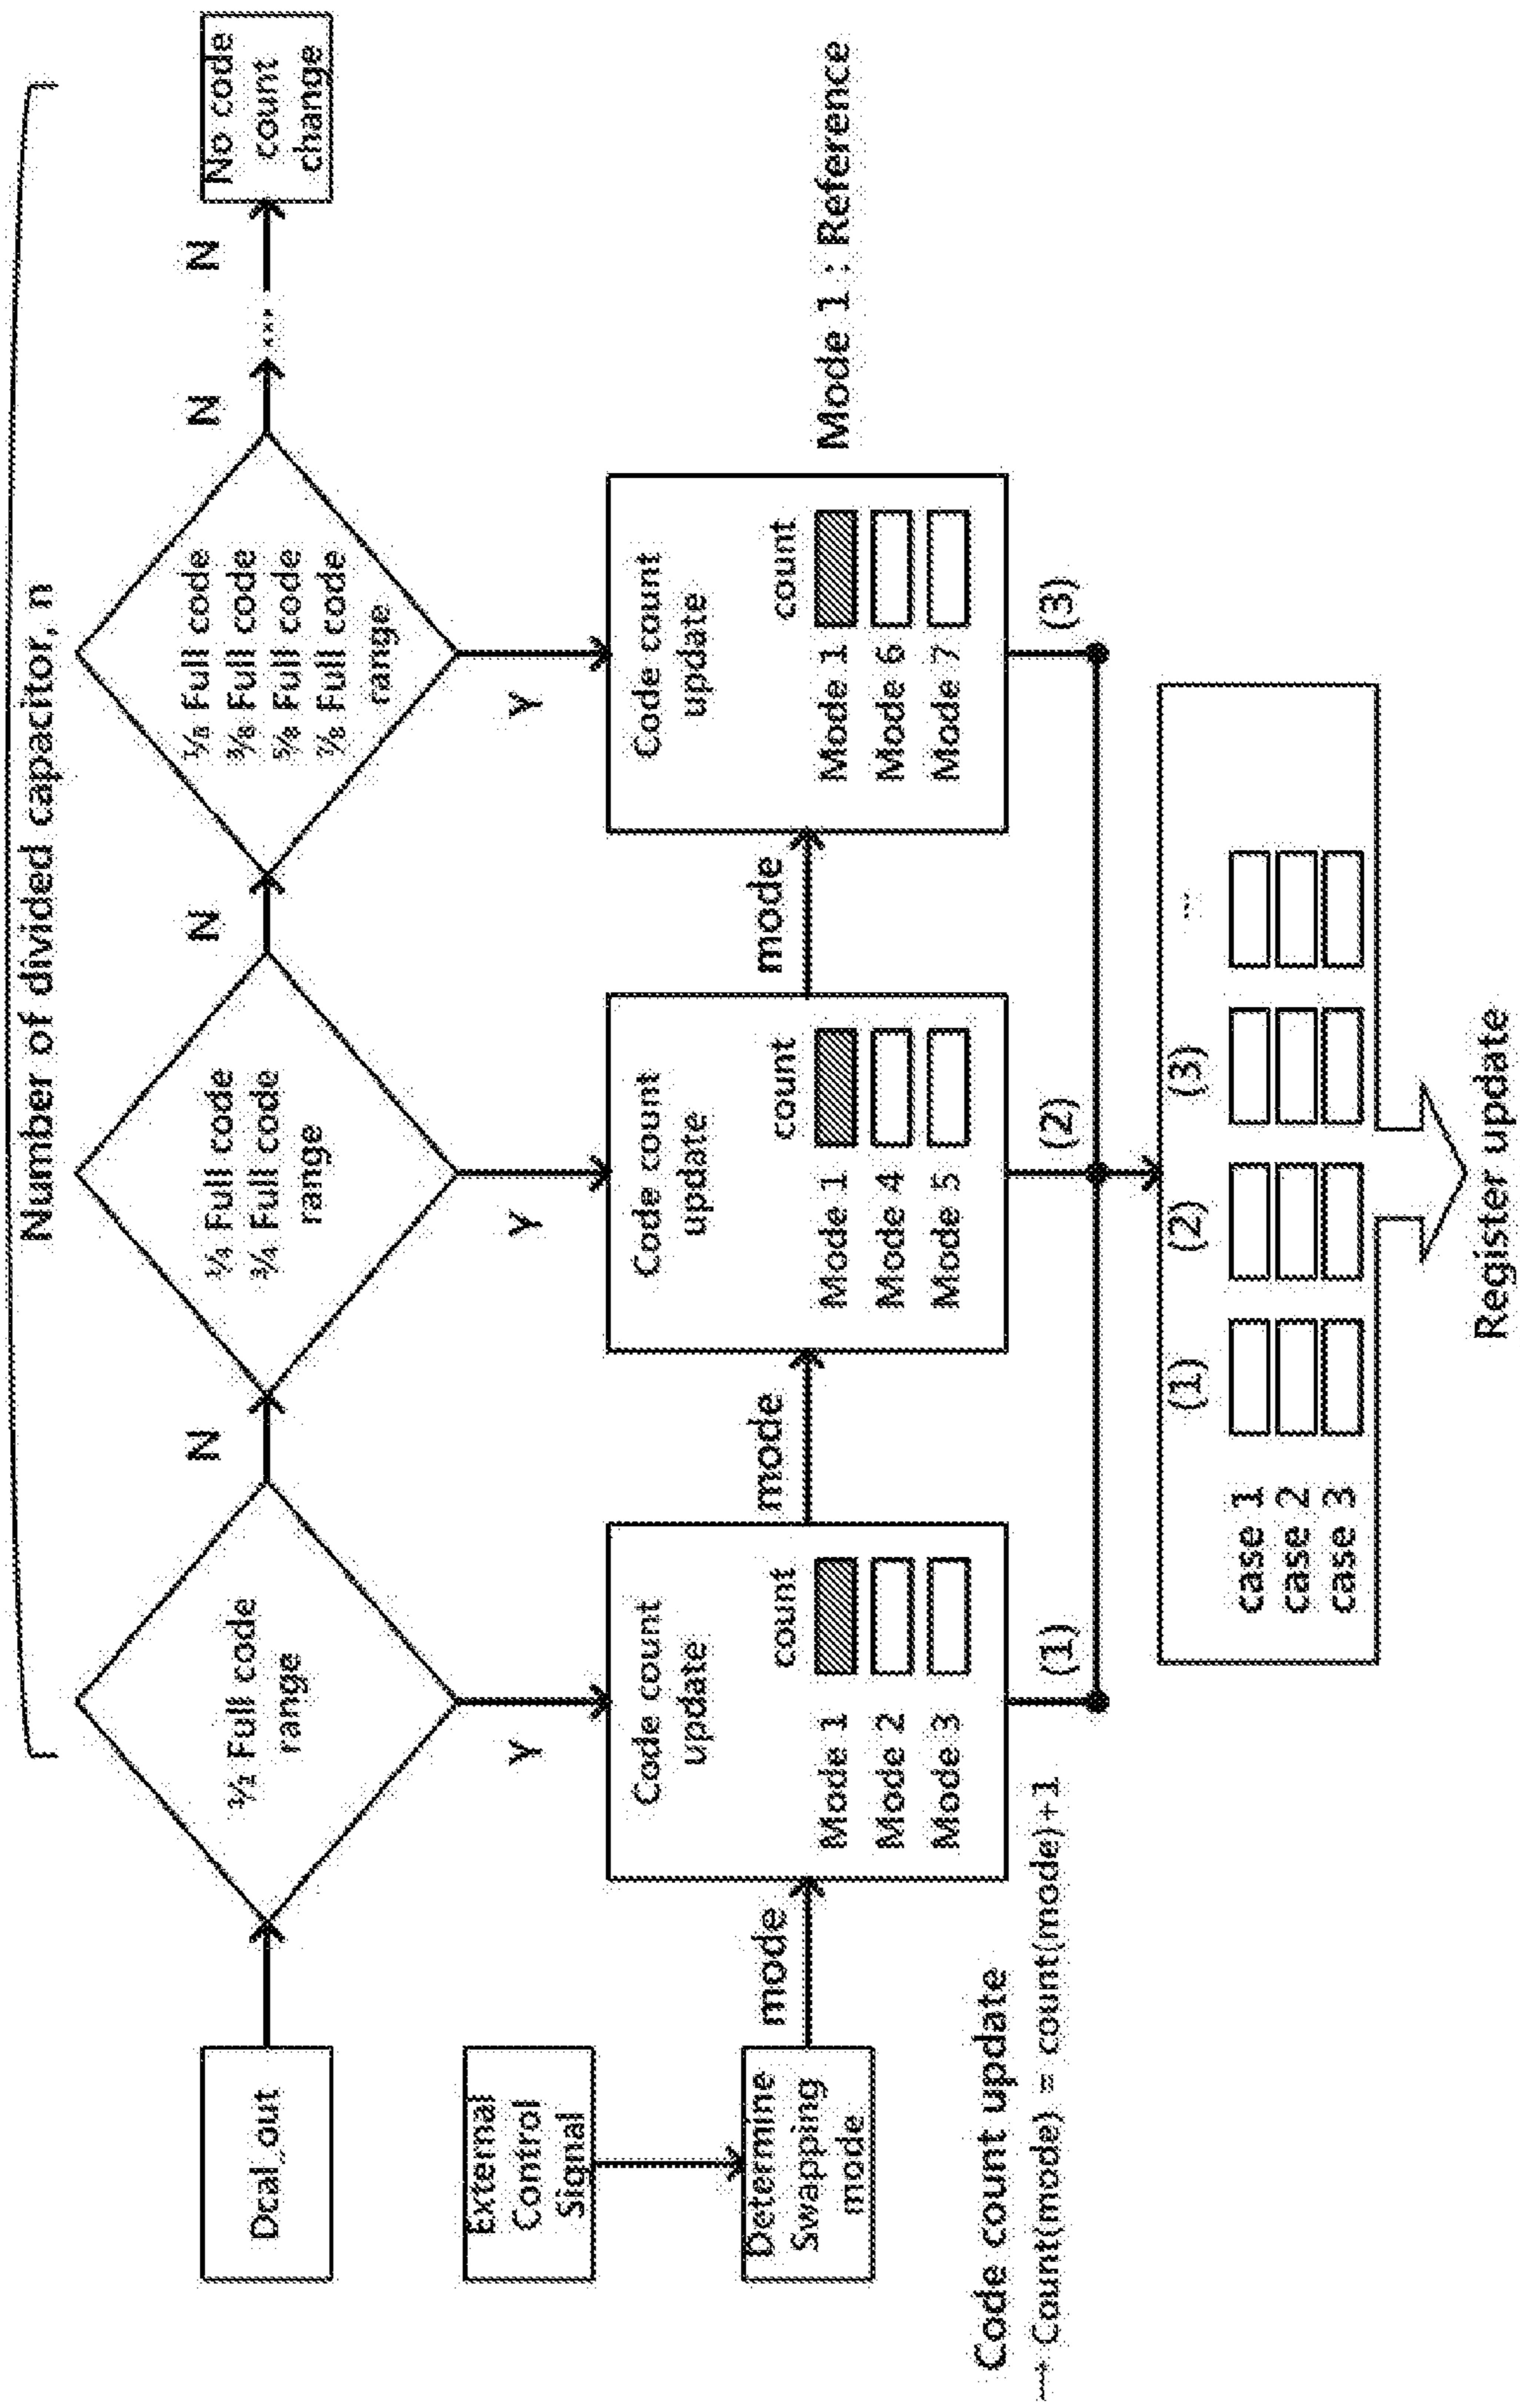 Number of divided capacitor, n
Dcal_out
½ Full code
range
N
¼ Full code
¾ Full code
range
N
⅛ Full code
⅜ Full code
⅝ Full code
⅞ Full code
range
N
...
N
No code
count
change
Y
Y
Y
External
Control
Signal
Determine
Swapping
mode
mode
Code count
update
count
Mode 1
Mode 2
Mode 3
mode
Code count
update
count
Mode 1
Mode 4
Mode 5
mode
Code count
update
count
Mode 1
Mode 6
Mode 7
Mode 1 : Reference
Code count update
→ Count(mode) = count(mode)+1
(1)
(2)
(3)
(1) (2) (3) ...
case 1
case 2
case 3
Register update